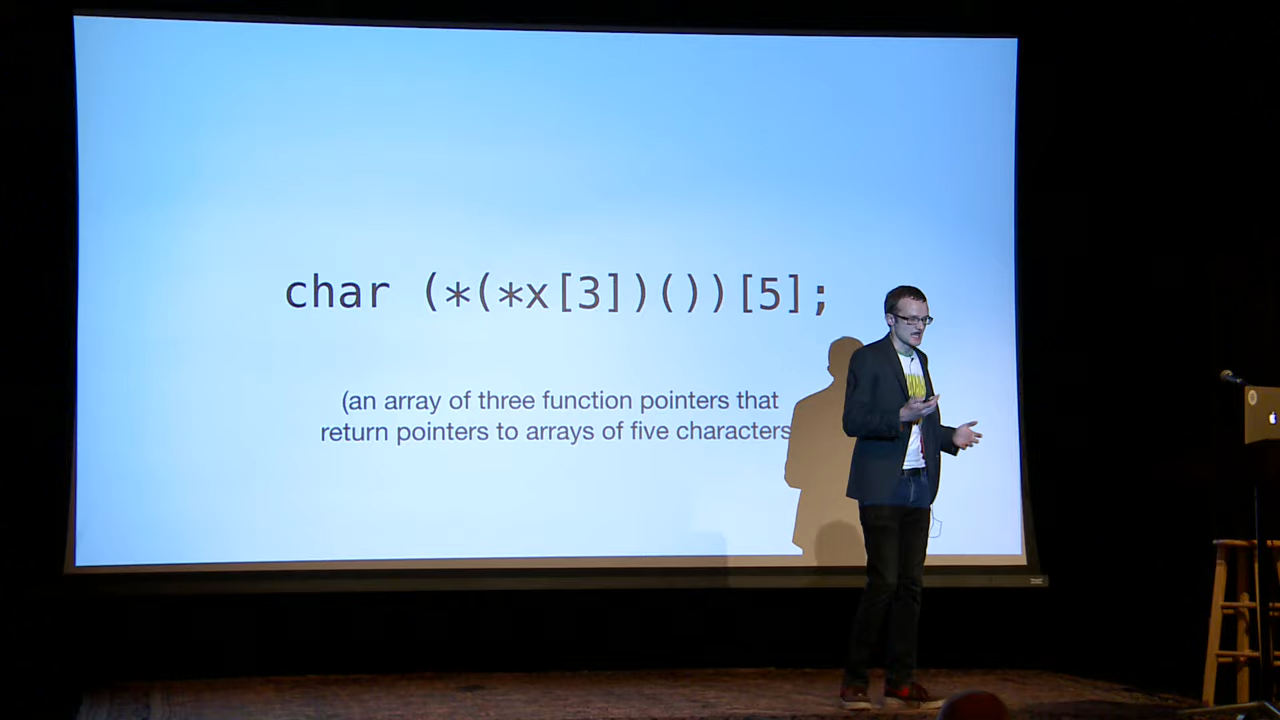 char (*(*x[3])())[5];
(an array of three function pointers that
return pointers to arrays of five characters